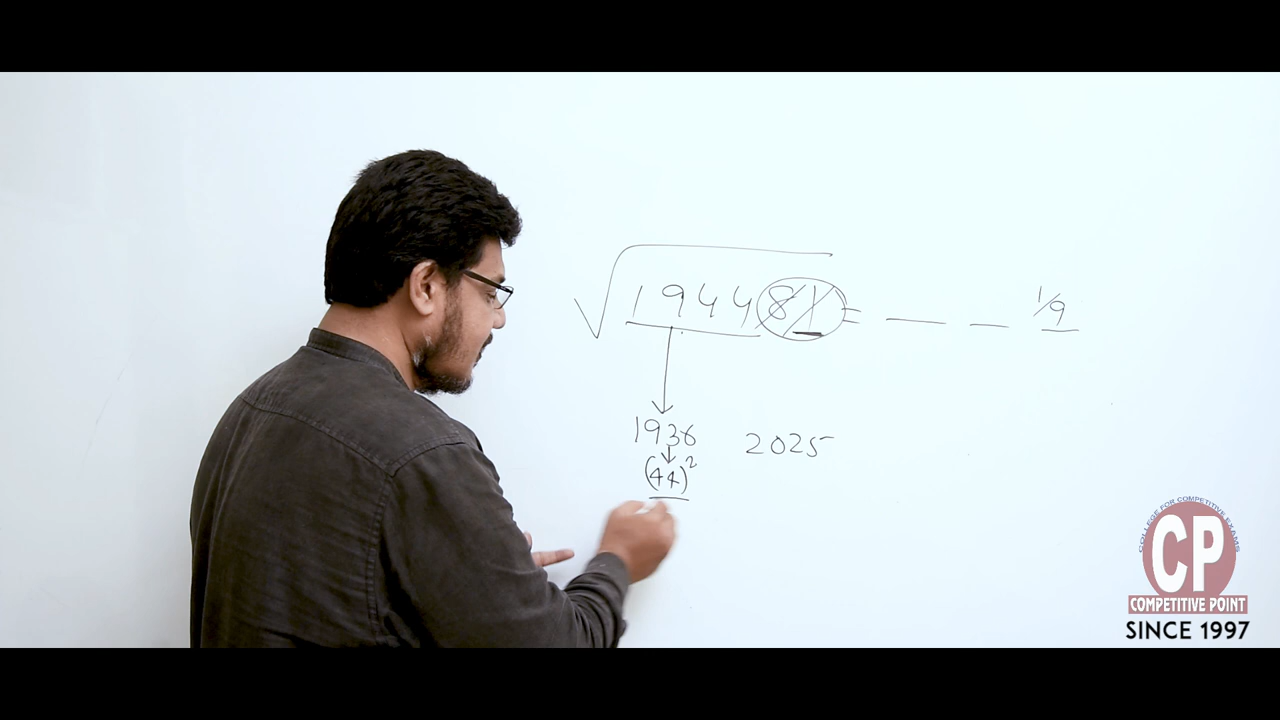 √194481 = _ _ 1/9
1936 2025
(44)²
COLLEGE FOR COMPETITIVE EXAMS
CP
COMPETITIVE POINT
SINCE 1997